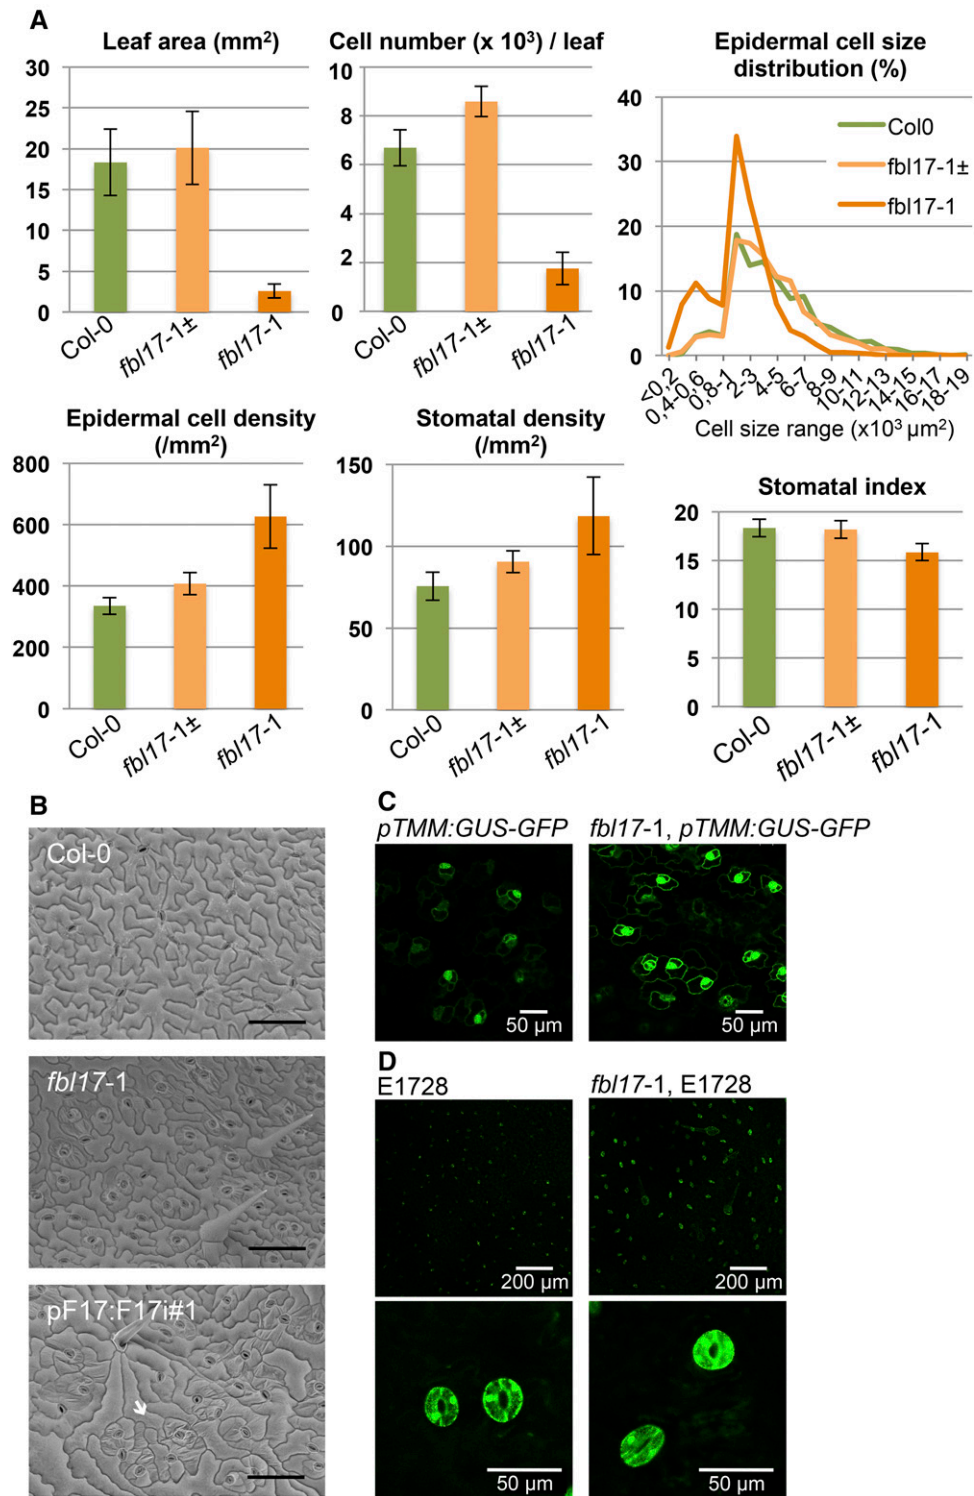 A
Leaf area (mm²)
30
25
20
15
10
5
0
Col-0
fbl17-1±
fbl17-1
Cell number (x 10³) / leaf
10
8
6
4
2
0
Col-0
fbl17-1±
fbl17-1
Epidermal cell size
distribution (%)
40
30
20
10
0
Col0
fbl17-1±
fbl17-1
<0,2
0,4-0,6
0,8-1
2-3
4-5
6-7
8-9
10-11
12-13
14-15
16-17
18-19
Cell size range (x10³ µm²)
Epidermal cell density
(/mm²)
800
600
400
200
0
Col-0
fbl17-1±
fbl17-1
Stomatal density
(/mm²)
150
100
50
0
Col-0
fbl17-1±
fbl17-1
Stomatal index
20
15
10
5
0
Col-0
fbl17-1±
fbl17-1
B
Col-0
fbl17-1
pF17:F17i#1
C
pTMM:GUS-GFP
fbl17-1, pTMM:GUS-GFP
50 µm
50 µm
D
E1728
fbl17-1, E1728
200 µm
200 µm
50 µm
50 µm